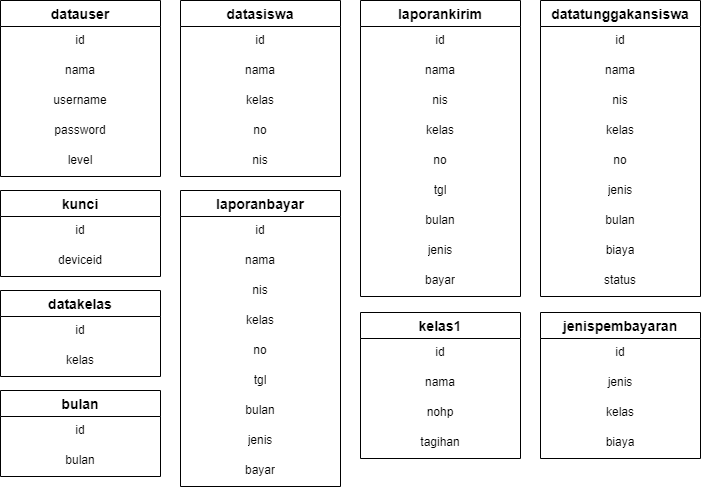 datauser
id
nama
username
password
level
kunci
id
deviceid
datakelas
id
kelas
bulan
id
bulan
datasiswa
id
nama
kelas
no
nis
laporanbayar
id
nama
nis
kelas
no
tgl
bulan
jenis
bayar
laporankirim
id
nama
nis
kelas
no
tgl
bulan
jenis
bayar
kelas1
id
nama
nohp
tagihan
datatunggakansiswa
id
nama
nis
kelas
no
jenis
bulan
biaya
status
jenispembayaran
id
jenis
kelas
biaya